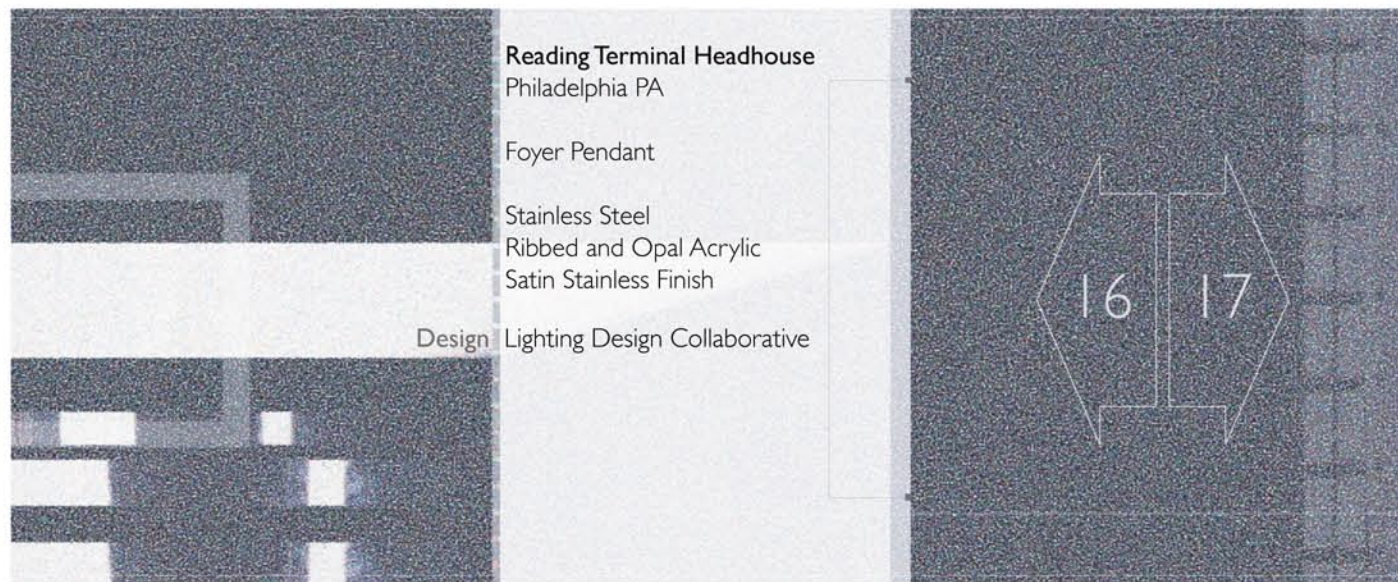 Reading Terminal Headhouse
Philadelphia PA
Foyer Pendant
Stainless Steel
Ribbed and Opal Acrylic
Satin Stainless Finish
Design Lighting Design Collaborative
16 17